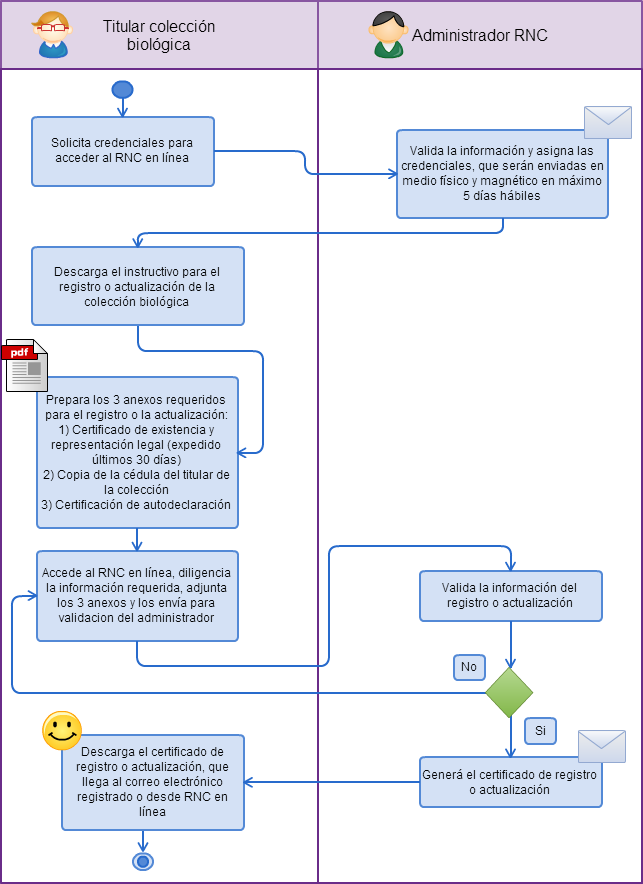 Titular colección
biológica
Administrador RNC
Solicita credenciales para
acceder al RNC en línea
Valida la información y asigna las
credenciales, que serán enviadas en
medio físico y magnético en máximo
5 días hábiles
Descarga el instructivo para el
registro o actualización de la
colección biológica
pdf
Prepara los 3 anexos requeridos
para el registro o la actualización:
1) Certificado de existencia y
representación legal (expedido
últimos 30 días)
2) Copia de la cédula del titular de
la colección
3) Certificación de autodeclaración
Accede al RNC en línea, diligencia
la información requerida, adjunta
los 3 anexos y los envía para
validacion del administrador
Valida la información del
registro o actualización
No
Si
Generá el certificado de registro
o actualización
Descarga el certificado de
registro o actualización, que
llega al correo electrónico
registrado o desde RNC en
línea